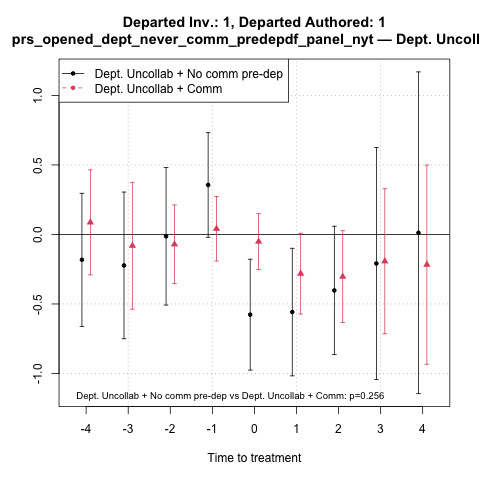 Departed Inv.: 1, Departed Authored: 1
prs_opened_dept_never_comm_predepdf_panel_nyt — Dept. Uncoll
Dept. Uncollab + No comm pre-dep
Dept. Uncollab + Comm
1.0
0.5
0.0
-0.5
-1.0
Dept. Uncollab + No comm pre-dep vs Dept. Uncollab + Comm: p=0.256
-4 -3 -2 -1 0 1 2 3 4
Time to treatment